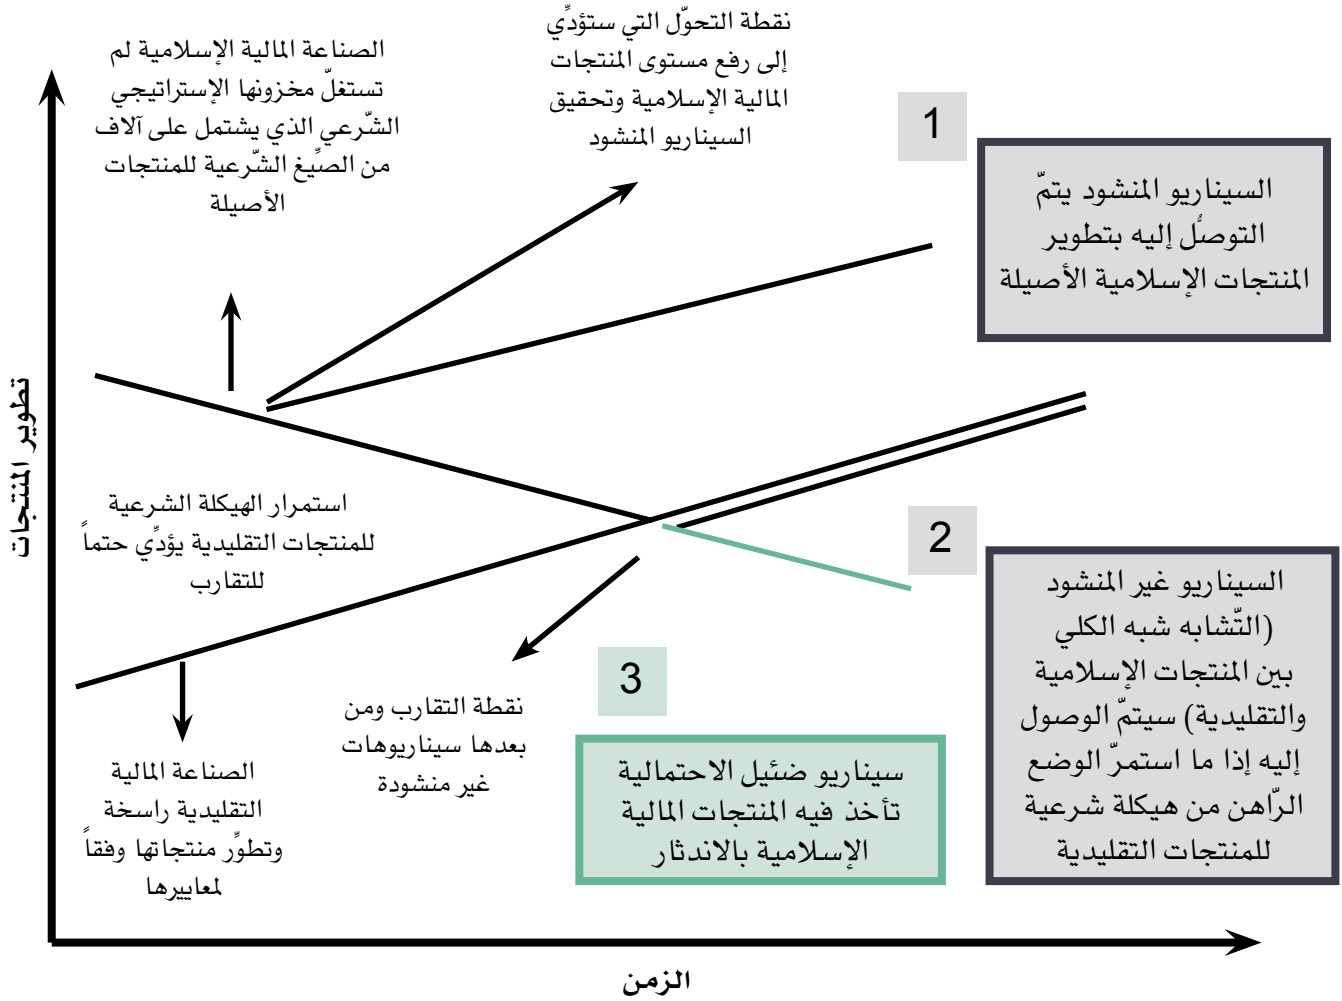 نقطة التحوّل التي ستؤدِّي
إلى رفع مستوى المنتجات
المالية الإسلامية وتحقيق
السيناريو المنشود
الصناعة المالية الإسلامية لم
تستغلّ مخزونها الإستراتيجي
الشّرعي الذي يشتمل على آلاف
من الصِّيغ الشّرعية للمنتجات
الأصيلة
1
السيناريو المنشود يتمّ
التوصُّل إليه بتطوير
المنتجات الإسلامية الأصيلة
تطوير المنتجات
استمرار الهيكلة الشرعية
للمنتجات التقليدية يؤدِّي حتماً
للتقارب
2
السيناريو غير المنشود
(التّشابه شبه الكلي
بين المنتجات الإسلامية
والتقليدية) سيتمّ الوصول
إليه إذا ما استمرّ الوضع
الرّاهن من هيكلة شرعية
للمنتجات التقليدية
3
سيناريو ضئيل الاحتمالية
تأخذ فيه المنتجات المالية
الإسلامية بالاندثار
نقطة التقارب ومن
بعدها سيناريوهات
غير منشودة
الصناعة المالية
التقليدية راسخة
وتطوِّر منتجاتها وفقاً
لمعاييرها
الزمن